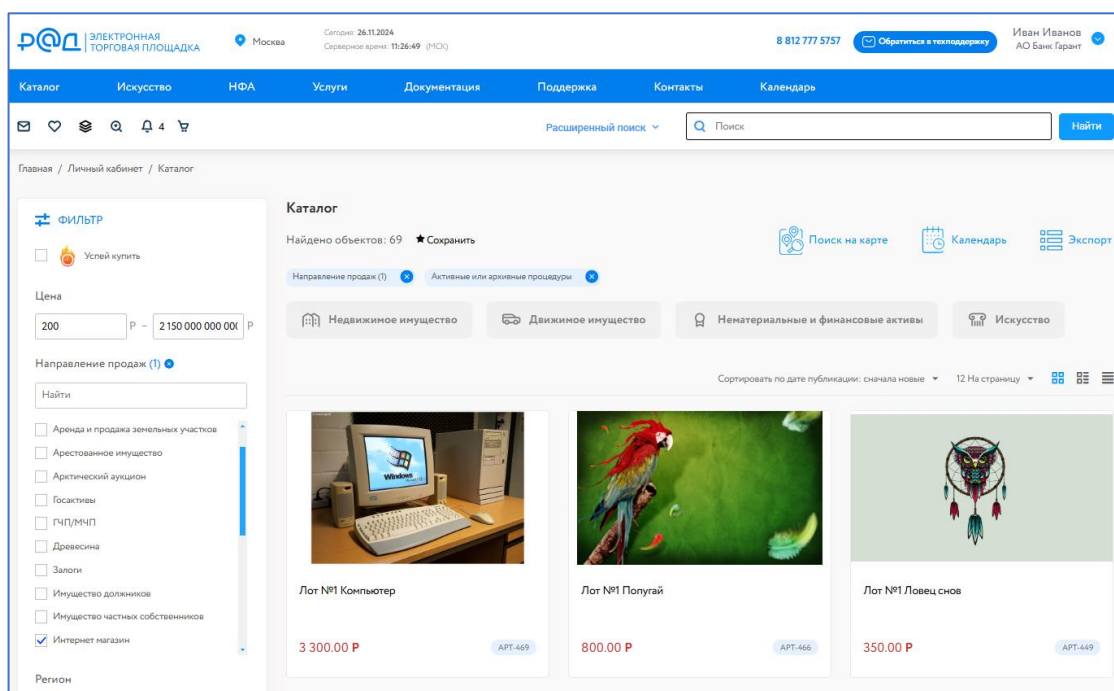 РАД ЭЛЕКТРОННАЯ ТОРГОВАЯ ПЛОЩАДКА
Москва
Сегодня: 26.11.2024
Серверное время: 11:26:49 (МСК)
8 812 777 5757
Обратиться в техподдержку
Иван Иванов
АО Банк Гарант
Каталог Искусство НФА Услуги Документация Поддержка Контакты Календарь
4
Расширенный поиск
Поиск
Найти
Главная / Личный кабинет / Каталог
ФИЛЬТР
Успей купить
Цена
200 Р – 2 150 000 000 00 Р
Направление продаж (1)
Найти
Аренда и продажа земельных участков
Арестованное имущество
Арктический аукцион
Госактивы
ГЧП/МЧП
Древесина
Залоги
Имущество должников
Имущество частных собственников
Интернет магазин
Регион
Каталог
Найдено объектов: 69 Сохранить
Поиск на карте Календарь Экспорт
Направление продаж (1) Активные или архивные процедуры
Недвижимое имущество Движимое имущество Нематериальные и финансовые активы Искусство
Сортировать по дате публикации: сначала новые 12 На страницу
Windows
Лот №1 Компьютер
3 300.00 Р АРТ-469
Лот №1 Попугай
800.00 Р АРТ-466
Лот №1 Ловец снов
350.00 Р АРТ-449